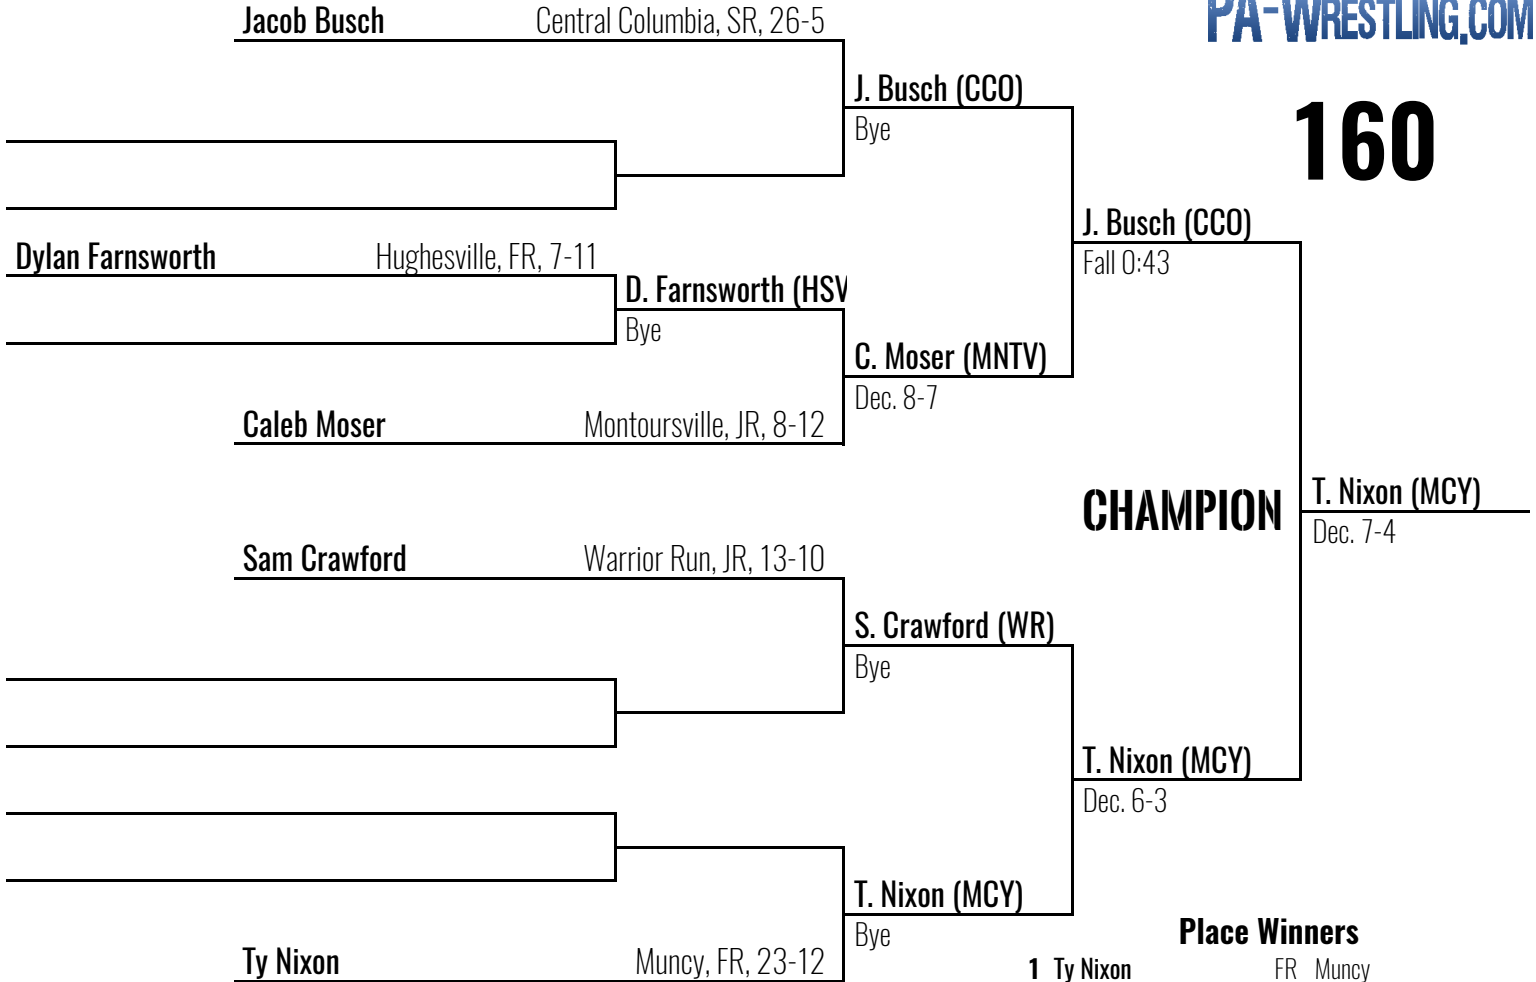 Jacob Busch Central Columbia, SR, 26-5
PA-WRESTLING.COM
J. Busch (CCO)
Bye
160
J. Busch (CCO)
Fall 0:43
Dylan Farnsworth Hughesville, FR, 7-11
D. Farnsworth (HSV
Bye
C. Moser (MNTV)
Dec. 8-7
Caleb Moser Montoursville, JR, 8-12
CHAMPION
T. Nixon (MCY)
Dec. 7-4
Sam Crawford Warrior Run, JR, 13-10
S. Crawford (WR)
Bye
T. Nixon (MCY)
Dec. 6-3
T. Nixon (MCY)
Bye
Ty Nixon Muncy, FR, 23-12
Place Winners
1 Ty Nixon FR Muncy